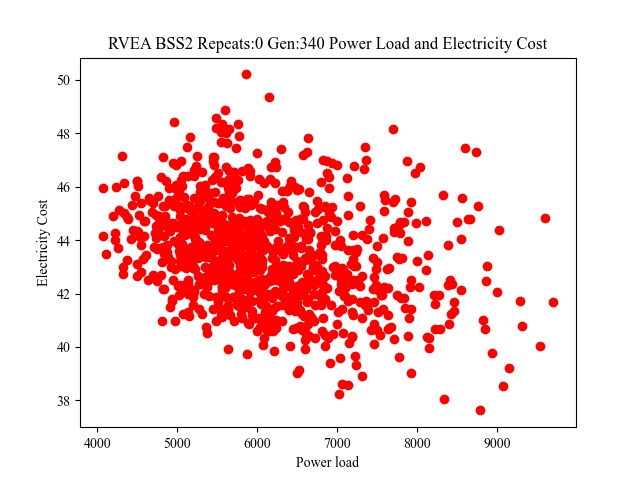 RVEA BSS2 Repeats:0 Gen:340 Power Load and Electricity Cost
50
48
46
44
42
40
38
Electricity Cost
4000 5000 6000 7000 8000 9000
Power load